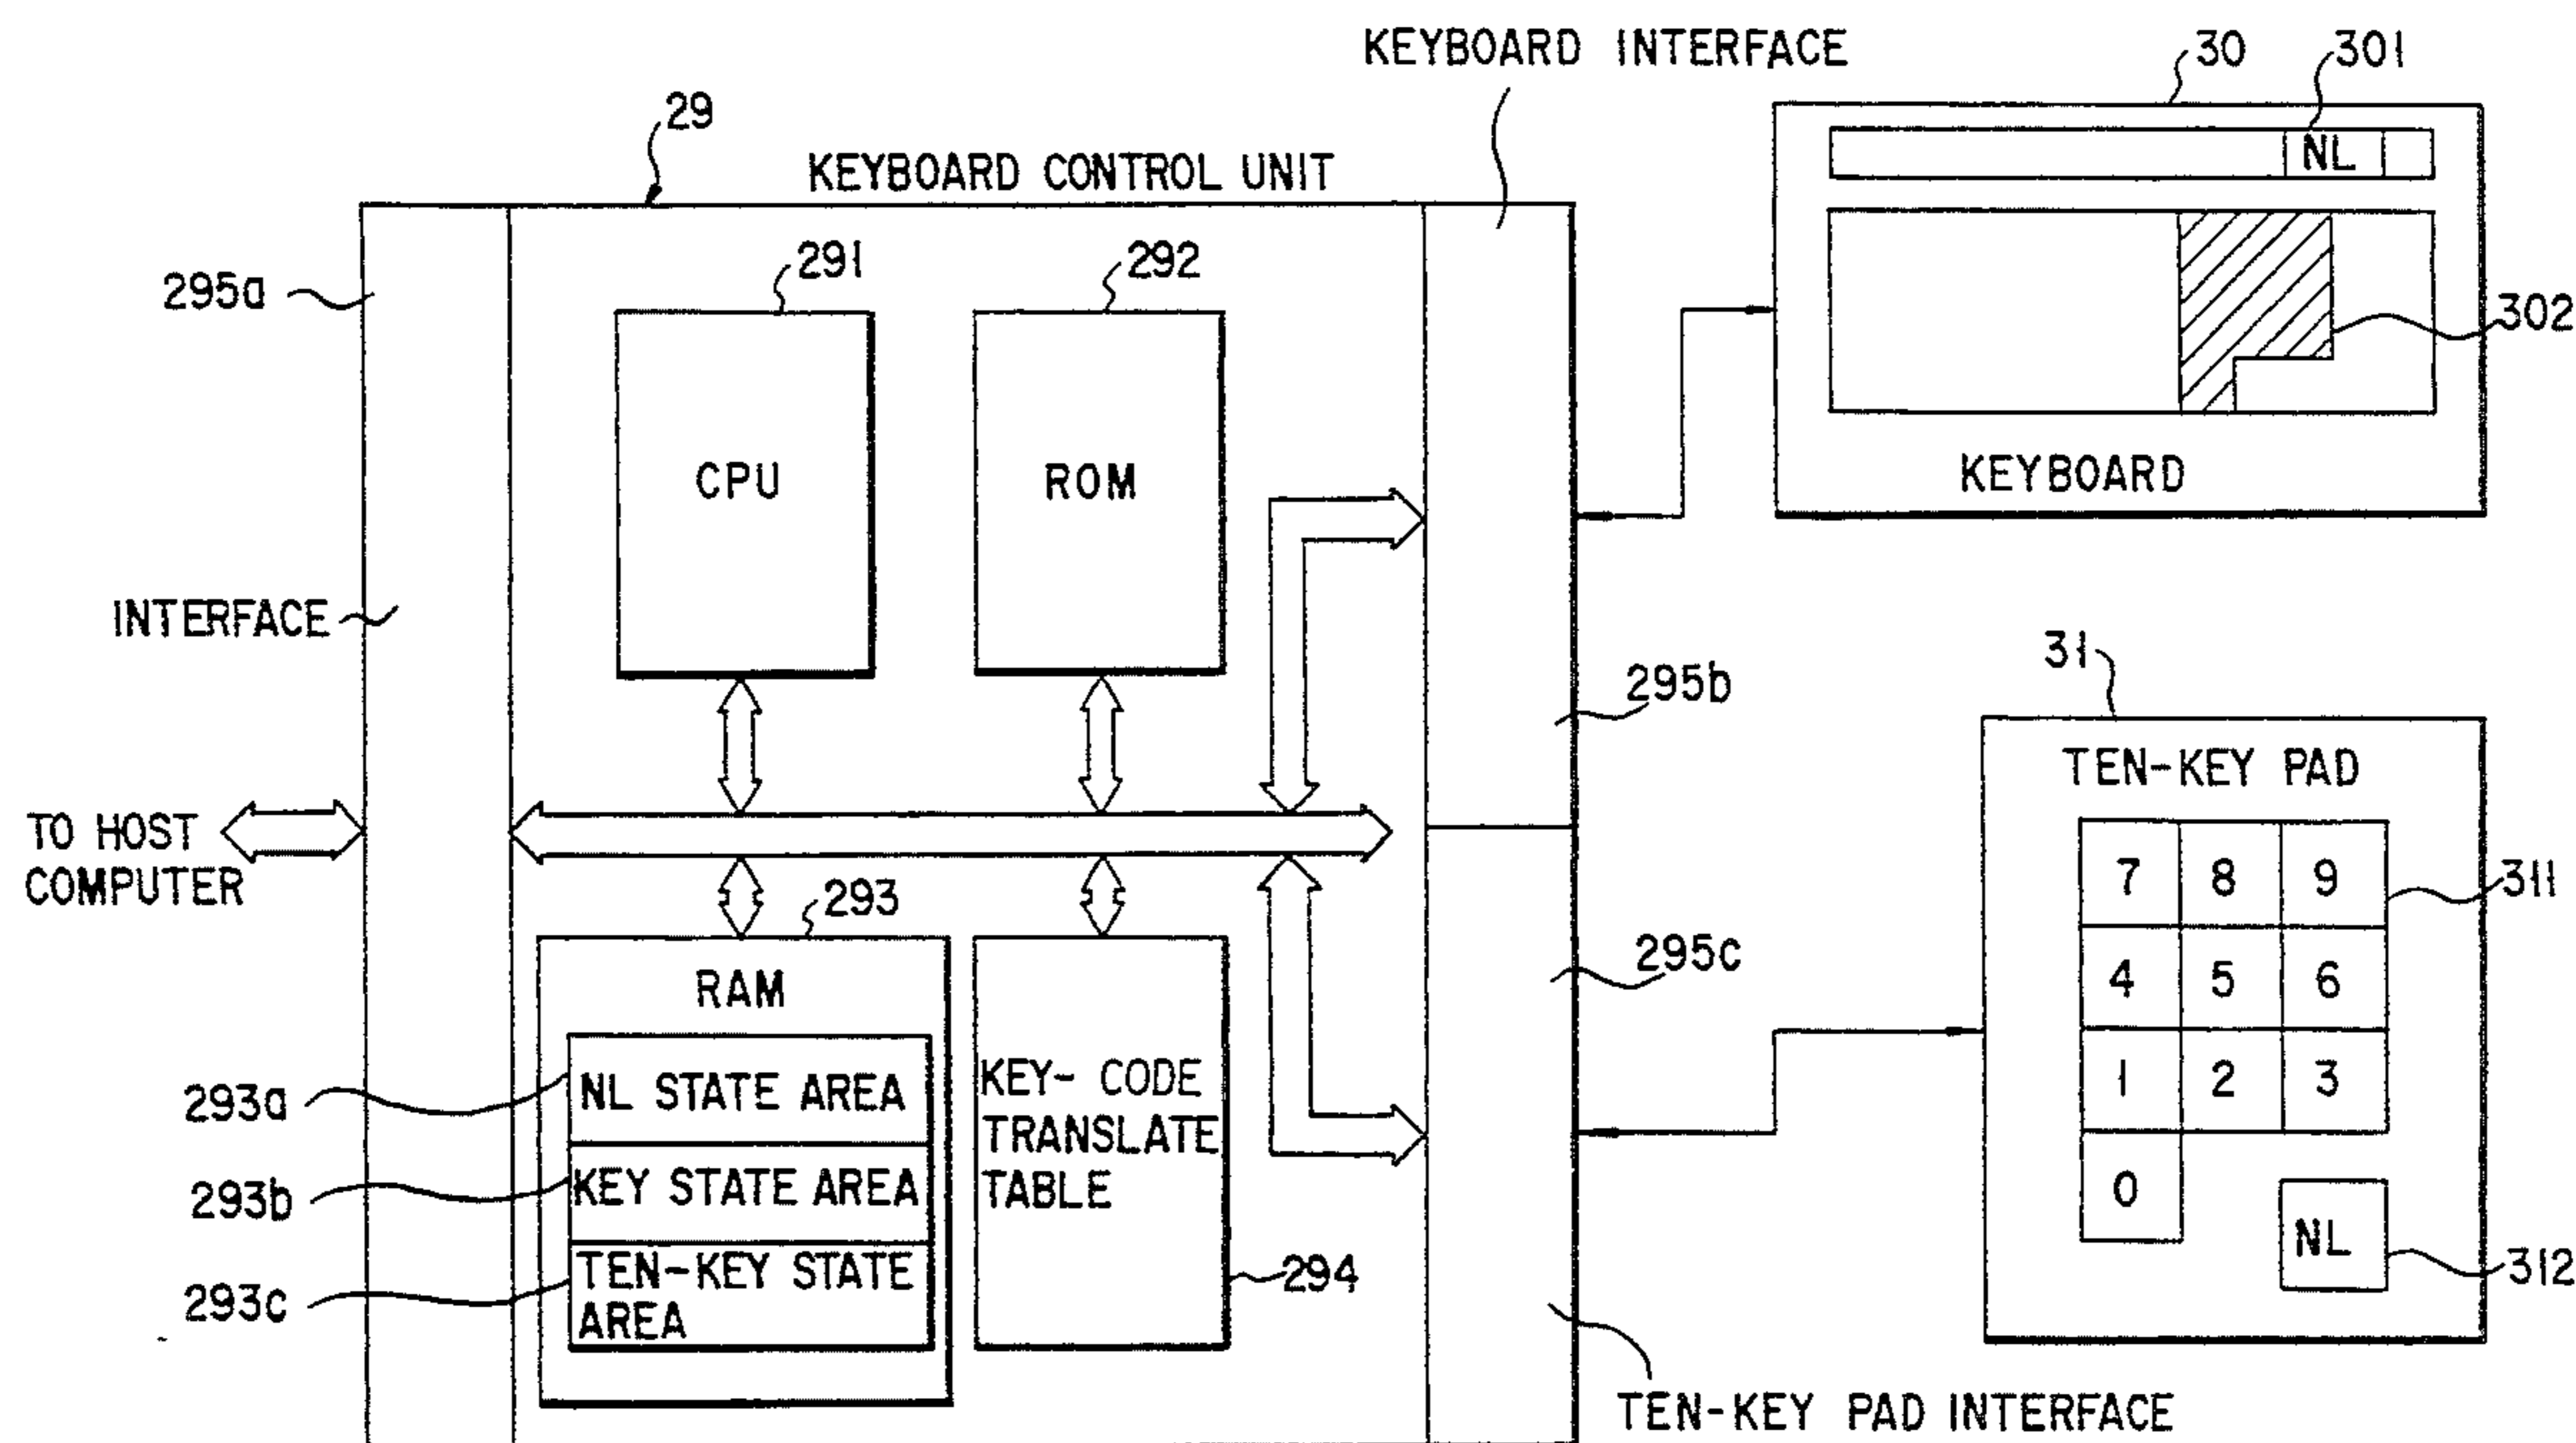 KEYBOARD INTERFACE
30
301
NL
302
KEYBOARD
29
KEYBOARD CONTROL UNIT
295a
INTERFACE
291
CPU
292
ROM
295b
TO HOST
COMPUTER
293
RAM
293a
NL STATE AREA
293b
KEY STATE AREA
293c
TEN-KEY STATE
AREA
KEY-CODE
TRANSLATE
TABLE
294
295c
TEN-KEY PAD INTERFACE
31
TEN-KEY PAD
7 8 9
311
4 5 6
1 2 3
0
NL
312